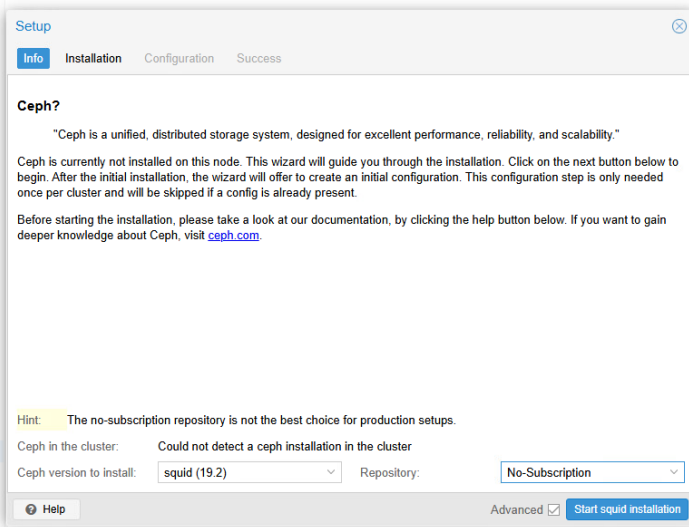 Setup
Info Installation Configuration Success
Ceph?
"Ceph is a unified, distributed storage system, designed for excellent performance, reliability, and scalability."
Ceph is currently not installed on this node. This wizard will guide you through the installation. Click on the next button below to
begin. After the initial installation, the wizard will offer to create an initial configuration. This configuration step is only needed
once per cluster and will be skipped if a config is already present.
Before starting the installation, please take a look at our documentation, by clicking the help button below. If you want to gain
deeper knowledge about Ceph, visit ceph.com.
Hint: The no-subscription repository is not the best choice for production setups.
Ceph in the cluster: Could not detect a ceph installation in the cluster
Ceph version to install: squid (19.2) Repository: No-Subscription
Help Advanced Start squid installation